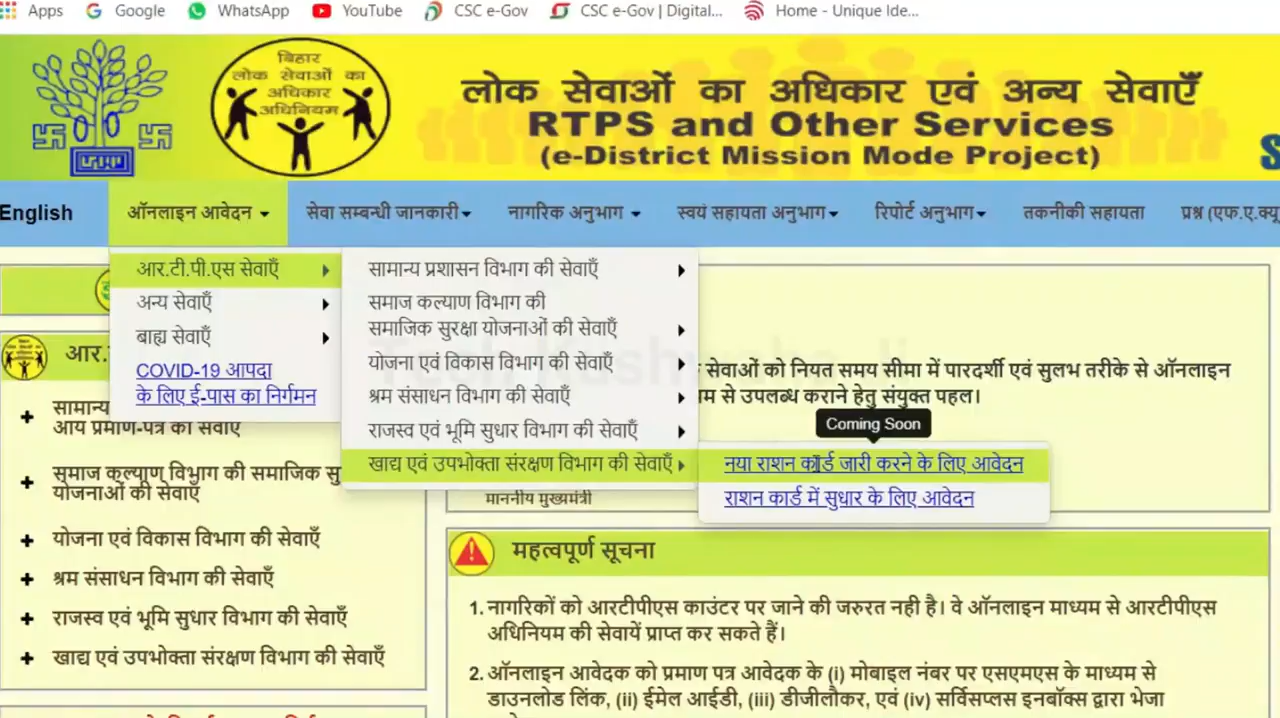 Apps
Google
WhatsApp
YouTube
CSC e-Gov
CSC e-Gov | Digital...
Home - Unique Ide...
बिहार
लोक सेवाओं का
अधिकार
अधिनियम
लोक सेवाओं का अधिकार एवं अन्य सेवाएँ
RTPS and Other Services
(e-District Mission Mode Project)
English
ऑनलाइन आवेदन
सेवा सम्बन्धी जानकारी
नागरिक अनुभाग
स्वयं सहायता अनुभाग
रिपोर्ट अनुभाग
तकनीकी सहायता
प्रश्न (एफ.ए.क्यू
आर.टी.पी.एस सेवाएँ
अन्य सेवाएँ
बाह्य सेवाएँ
COVID-19 आपदा
के लिए ई-पास का निर्गमन
सामान्य प्रशासन विभाग की सेवाएँ
समाज कल्याण विभाग की
समाजिक सुरक्षा योजनाओं की सेवाएँ
योजना एवं विकास विभाग की सेवाएँ
श्रम संसाधन विभाग की सेवाएँ
राजस्व एवं भूमि सुधार विभाग की सेवाएँ
खाद्य एवं उपभोक्ता संरक्षण विभाग की सेवाएँ
Coming Soon
नया राशन कार्ड जारी करने के लिए आवेदन
राशन कार्ड में सुधार के लिए आवेदन
सेवाओं को नियत समय सीमा में पारदर्शी एवं सुलभ तरीके से ऑनलाइन
म से उपलब्ध कराने हेतु संयुक्त पहल।
माननीय मुख्यमंत्री
आर.
सामान्य
आय प्रमाण-पत्र की सेवाएँ
समाज कल्याण विभाग की समाजिक सु
योजनाओं की सेवाएँ
योजना एवं विकास विभाग की सेवाएँ
श्रम संसाधन विभाग की सेवाएँ
राजस्व एवं भूमि सुधार विभाग की सेवाएँ
खाद्य एवं उपभोक्ता संरक्षण विभाग की सेवाएँ
महत्वपूर्ण सूचना
1. नागरिकों को आरटीपीएस काउंटर पर जाने की जरुरत नही है। वे ऑनलाइन माध्यम से आरटीपीएस
अधिनियम की सेवायें प्राप्त कर सकते हैं।
2. ऑनलाइन आवेदक को प्रमाण पत्र आवेदक के (i) मोबाइल नंबर पर एसएमएस के माध्यम से
डाउनलोड लिंक, (ii) ईमेल आईडी, (iii) डीजीलौकर, एवं (iv) सर्विसप्लस इनबॉक्स द्वारा भेजा